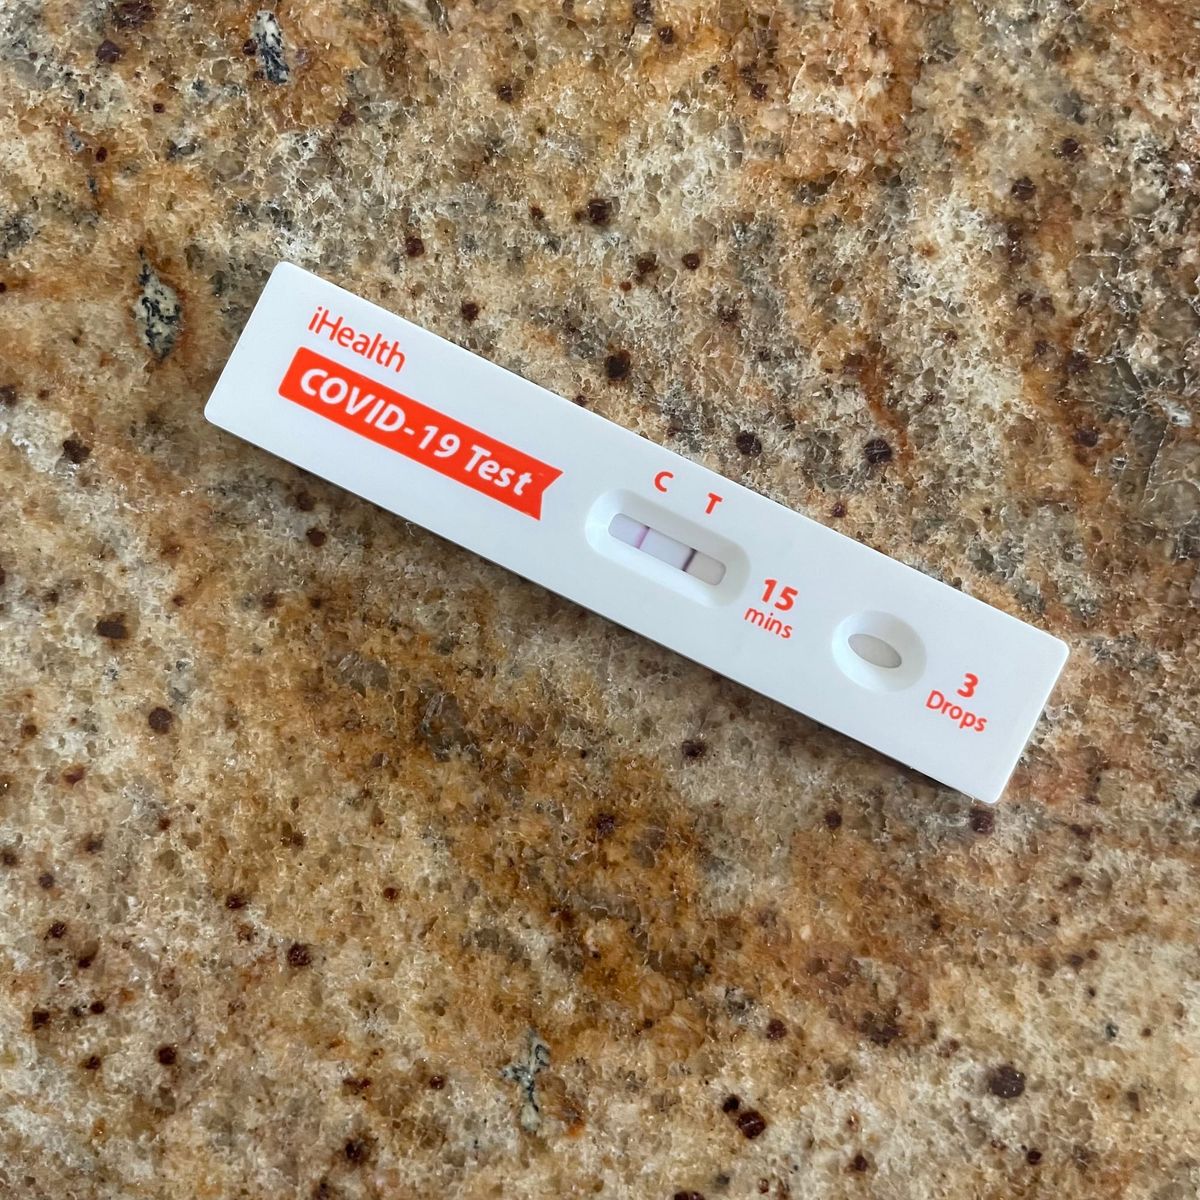 iHealth
COVID-19 Test
C T
15
mins
3
Drops